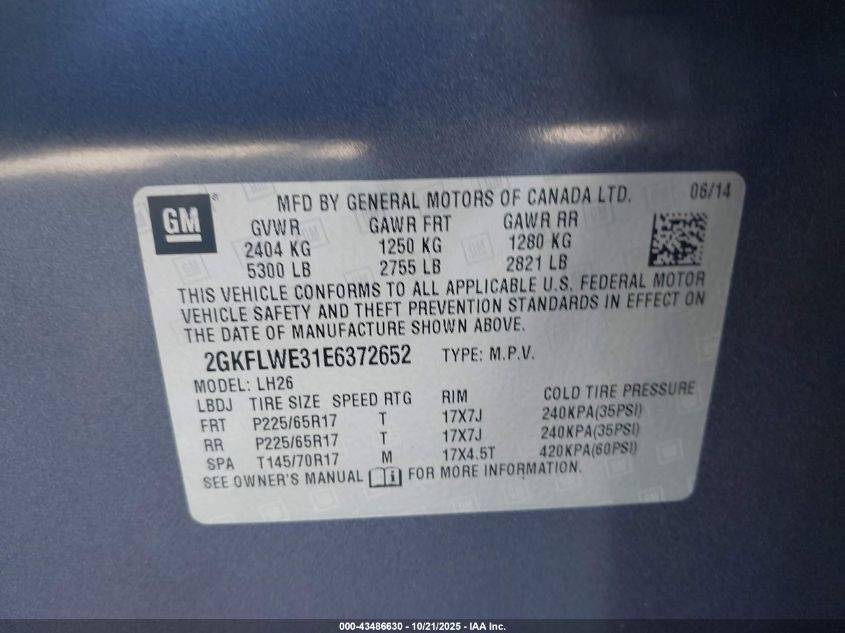 GM ®
MFD BY GENERAL MOTORS OF CANADA LTD. 06/14
GVWR GAWR FRT GAWR RR
2404 KG 1250 KG 1280 KG
5300 LB 2755 LB 2821 LB
THIS VEHICLE CONFORMS TO ALL APPLICABLE U.S. FEDERAL MOTOR
VEHICLE SAFETY AND THEFT PREVENTION STANDARDS IN EFFECT ON
THE DATE OF MANUFACTURE SHOWN ABOVE.
2GKFLWE31E6372652 TYPE: M.P.V.
MODEL: LH26
LBDJ TIRE SIZE SPEED RTG RIM COLD TIRE PRESSURE
FRT P225/65R17 T 17X7J 240KPA(35PSI)
RR P225/65R17 T 17X7J 240KPA(35PSI)
SPA T145/70R17 M 17X4.5T 420KPA(60PSI)
SEE OWNER'S MANUAL FOR MORE INFORMATION.
000-43486630 - 10/21/2025 - IAA Inc.